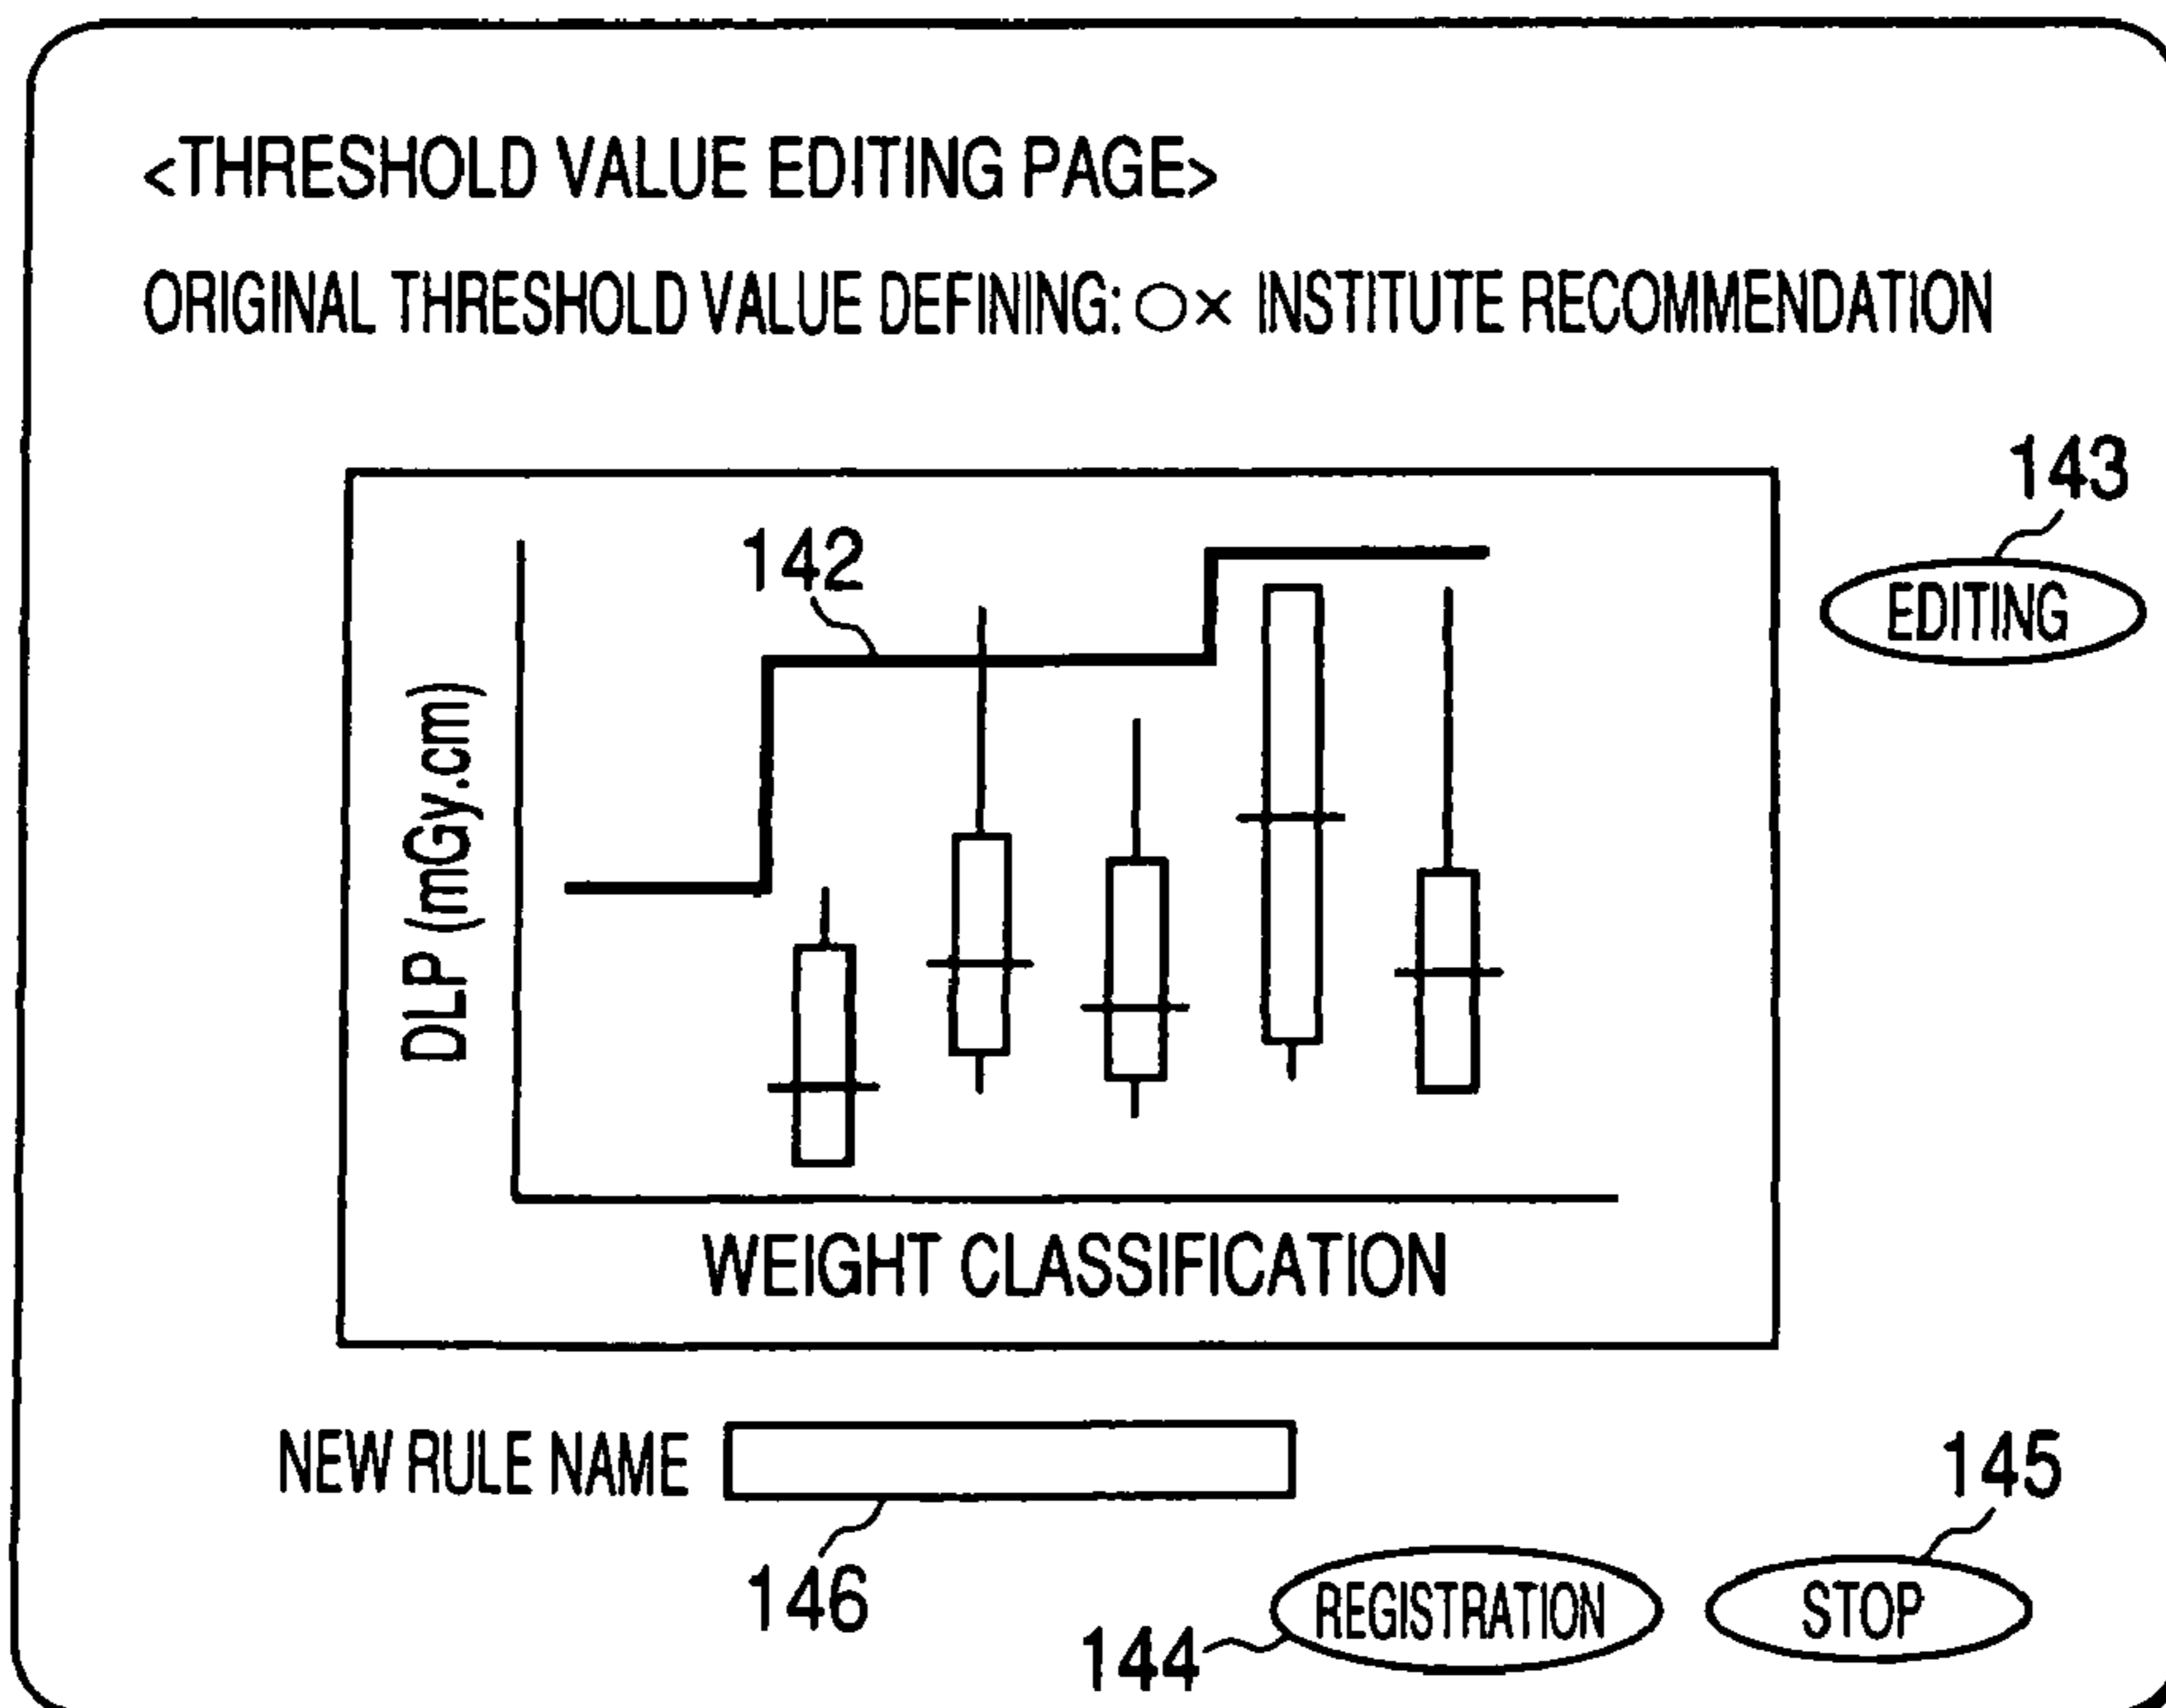 <THRESHOLD VALUE EDITING PAGE>
ORIGINAL THRESHOLD VALUE DEFINING: ○× INSTITUTE RECOMMENDATION
143
EDITING
142
DLP (mGy.cm)
WEIGHT CLASSIFICATION
NEW RULE NAME
146
145
144
REGISTRATION
STOP